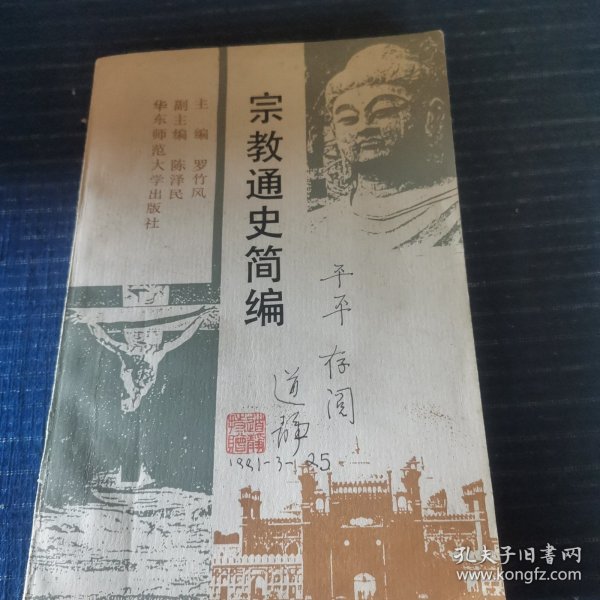 宗教通史简编
主编 罗竹风
副主编 陈泽民
华东师范大学出版社
平平 存阅
道静
1991-3-25
孔夫子旧书网
www.kongfz.com